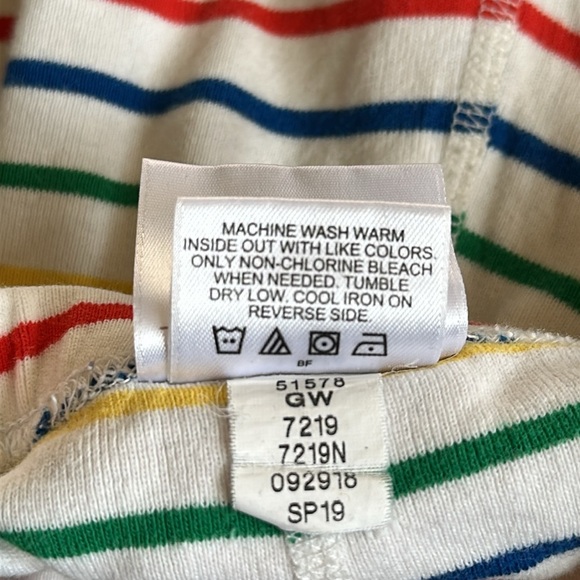 MACHINE WASH WARM
INSIDE OUT WITH LIKE COLORS.
ONLY NON-CHLORINE BLEACH
WHEN NEEDED. TUMBLE
DRY LOW. COOL IRON ON
REVERSE SIDE.
BF
51578
GW
7219
7219N
092918
SP19